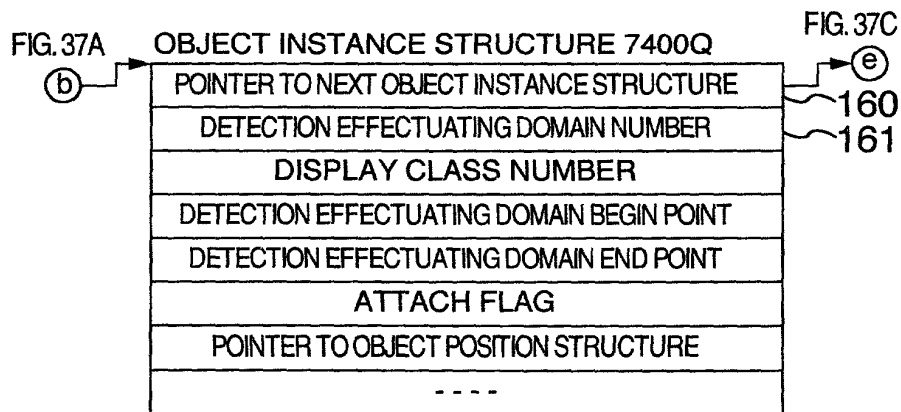 FIG. 37A
FIG. 37C
OBJECT INSTANCE STRUCTURE 7400Q
b
e
POINTER TO NEXT OBJECT INSTANCE STRUCTURE
160
DETECTION EFFECTUATING DOMAIN NUMBER
161
DISPLAY CLASS NUMBER
DETECTION EFFECTUATING DOMAIN BEGIN POINT
DETECTION EFFECTUATING DOMAIN END POINT
ATTACH FLAG
POINTER TO OBJECT POSITION STRUCTURE
- - - -